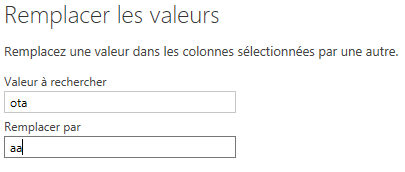 Remplacer les valeurs
Remplacez une valeur dans les colonnes sélectionnées par une autre.
Valeur à rechercher
ota
Remplacer par
aa